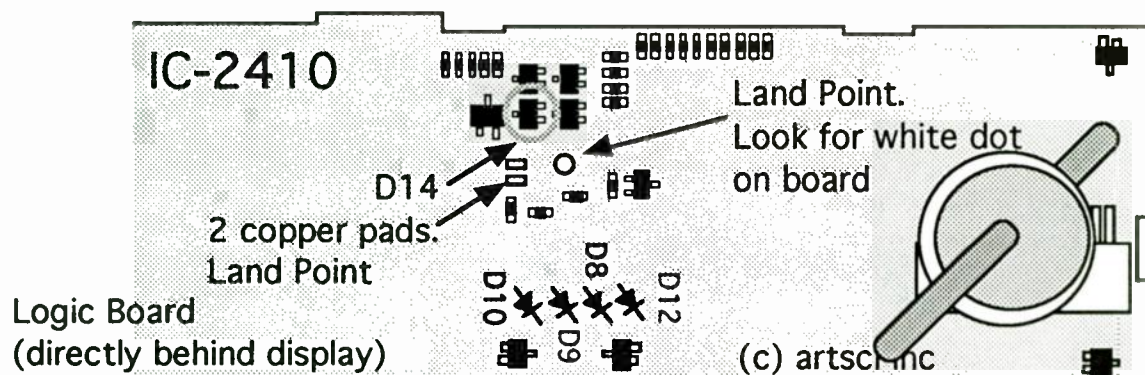 IC-2410
Land Point.
Look for white dot
on board
D14
2 copper pads.
Land Point
D10
D8
D9
D12
Logic Board
(directly behind display)
(c) artsci inc